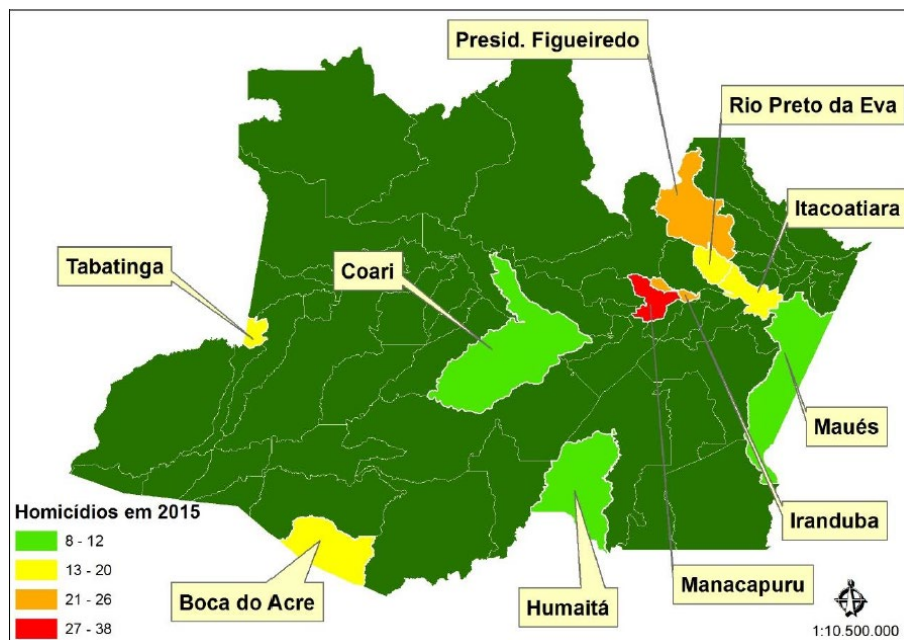 Presid. Figueiredo
Rio Preto da Eva
Itacoatiara
Tabatinga
Coari
Maués
Iranduba
Manacapuru
Humaitá
Boca do Acre
Homicídios em 2015
8 - 12
13 - 20
21 - 26
27 - 38
1:10.500.000